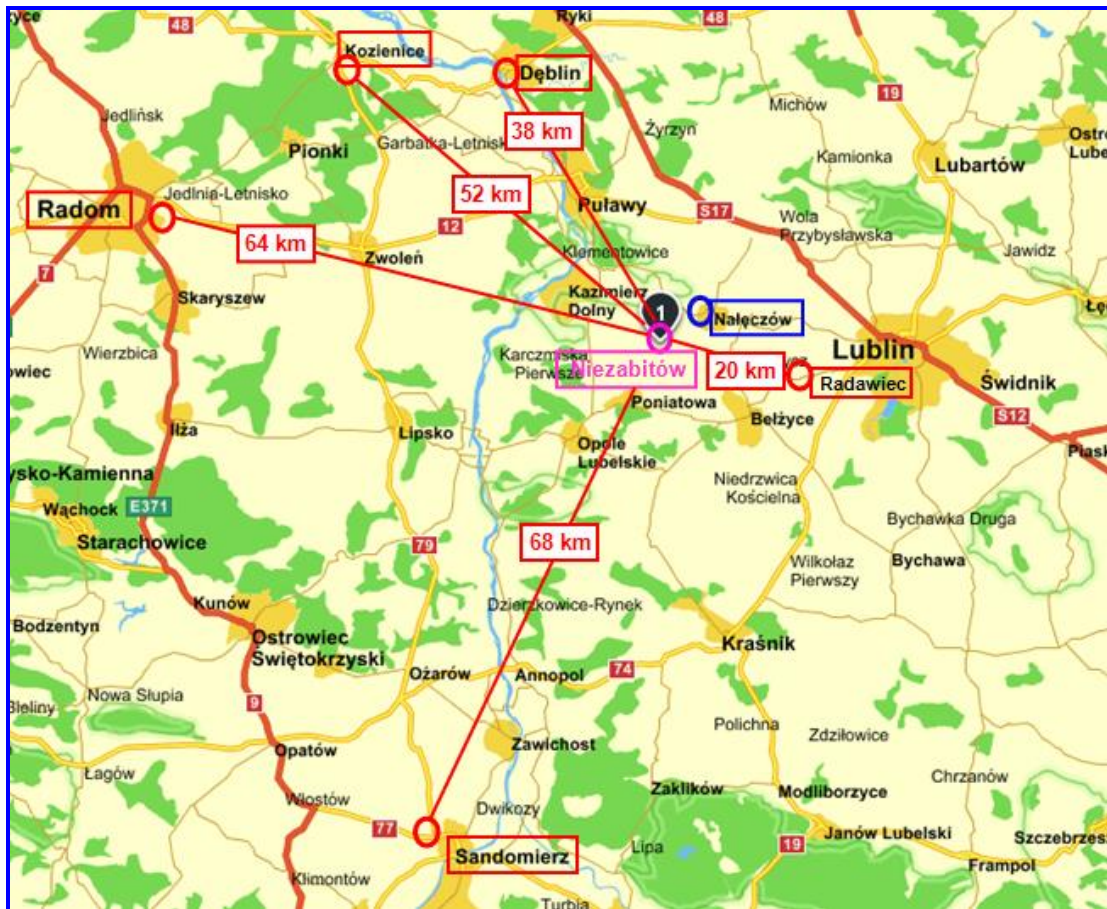 48
Kozienice
Ryki
48
Dęblin
Jedlińsk
38 km
Michów
19
Żyrzyn
Garbatka-Letnisko
Pionki
Kamionka
Lubartów
Jedlnia-Letnisko
52 km
Radom
Puławy
S17
Wola
Przybysławska
12
64 km
Klementowice
Jawidz
Zwoleń
7
Skaryszew
Kazimierz
Dolny
1
Nałęczów
Wierzbica
Lublin
Karczmiska
Pierwsze
Niezabitów
20 km
Radawiec
Świdnik
Poniatowa
Bełżyce
S12
Iłża
Lipsko
Opole
Lubelskie
Niedrzwica
Kościelna
E371
Wąchock
Starachowice
79
68 km
Bychawka Druga
Bychawa
Wilkołaz
Pierwszy
Kunów
Dzierzkowice-Rynek
Bodzentyn
Ostrowiec
Świętokrzyski
Kraśnik
Ożarów
Annopol
74
Nowa Słupia
9
Polichna
Zdziłowice
Opatów
Zawichost
Łagów
Chrzanów
Włostów
Zaklików
Modliborzyce
Dwikozy
77
Janów Lubelski
19
Sandomierz
Lipa
Frampol
Klimontów
Turbia